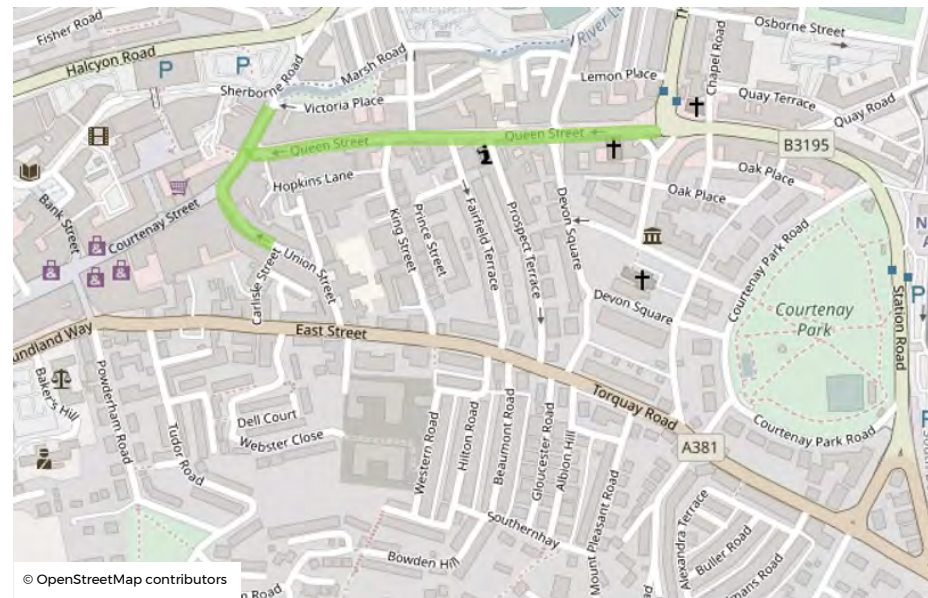 Fisher Road
Halcyon Road
P
P
Sherborne Road
Marsh Road
Victoria Place
Car Park
Lemon Place
Chapel Road
Osborne Street
P
Quay Terrace
Quay Road
B3195
← Queen Street
Queen Street ←
Hopkins Lane
Oak Place
Oak Place
Bank Street
Courtenay Street
King Street
Prince Street
Fairfield Terrace
Prospect Terrace
Devon Square
Courtenay Park Road
Union Street
Carlisle Street
Devon Square
Courtenay
Park
Station Road
P
East Street
Baker's Hill
Powderham Road
Tudor Road
Dell Court
Webster Close
Western Road
Hilton Road
Beaumont Road
Gloucester Road
Albion Hill
Torquay Road
A381
Courtenay Park Road
Mount Pleasant Road
Southernhay
Bowden Hill
Alexandra Terrace
Buller Road
© OpenStreetMap contributors